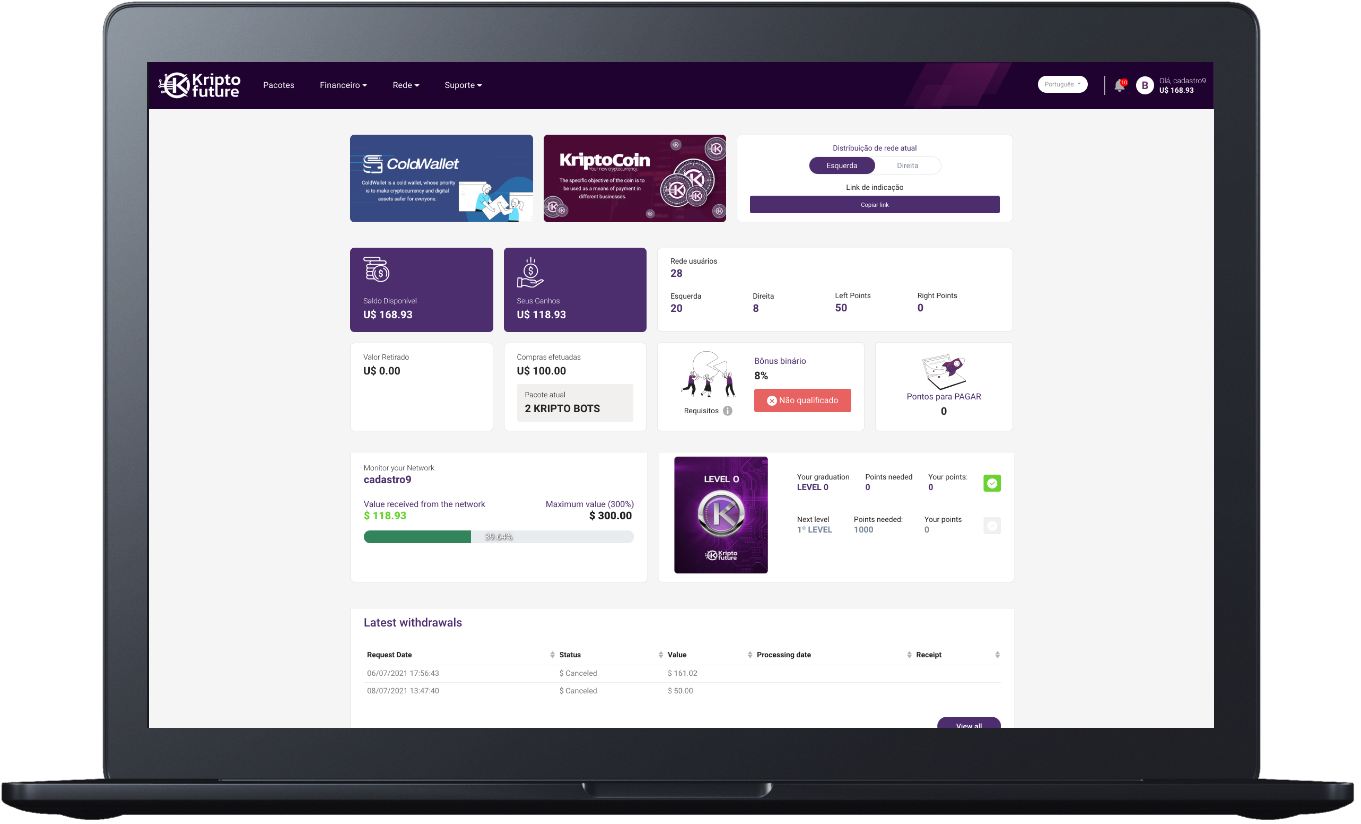 Kripto
future
Pacotes
Financeiro
Rede
Suporte
Português
10
B
Olá, cadastro9
U$ 168.93
ColdWallet
ColdWallet is a cold wallet, whose priority
is to make cryptocurrency and digital
assets safer for everyone.
KriptoCoin
Your new cryptocurrency.
The specific objective of the coin is to
be used as a means of payment in
different businesses.
Distribuição de rede atual
Esquerda
Direita
Link de indicação
Copiar link
Saldo Disponível
U$ 168.93
Seus Ganhos
U$ 118.93
Rede usuários
28
Esquerda
20
Direita
8
Left Points
50
Right Points
0
Valor Retirado
U$ 0.00
Compras efetuadas
U$ 100.00
Pacote atual
2 KRIPTO BOTS
Requisitos
Bônus binário
8%
Não qualificado
Pontos para PAGAR
0
Monitor your Network
cadastro9
Value received from the network
$ 118.93
Maximum value (300%)
$ 300.00
39.64%
LEVEL 0
Kripto
future
Your graduation
LEVEL 0
Points needed
0
Your points:
0
Next level
1º LEVEL
Points needed:
1000
Your points
0
Latest withdrawals
Request Date
Status
Value
Processing date
Receipt
06/07/2021 17:56:43
$ Canceled
$ 161.02
08/07/2021 13:47:40
$ Canceled
$ 50.00
View all